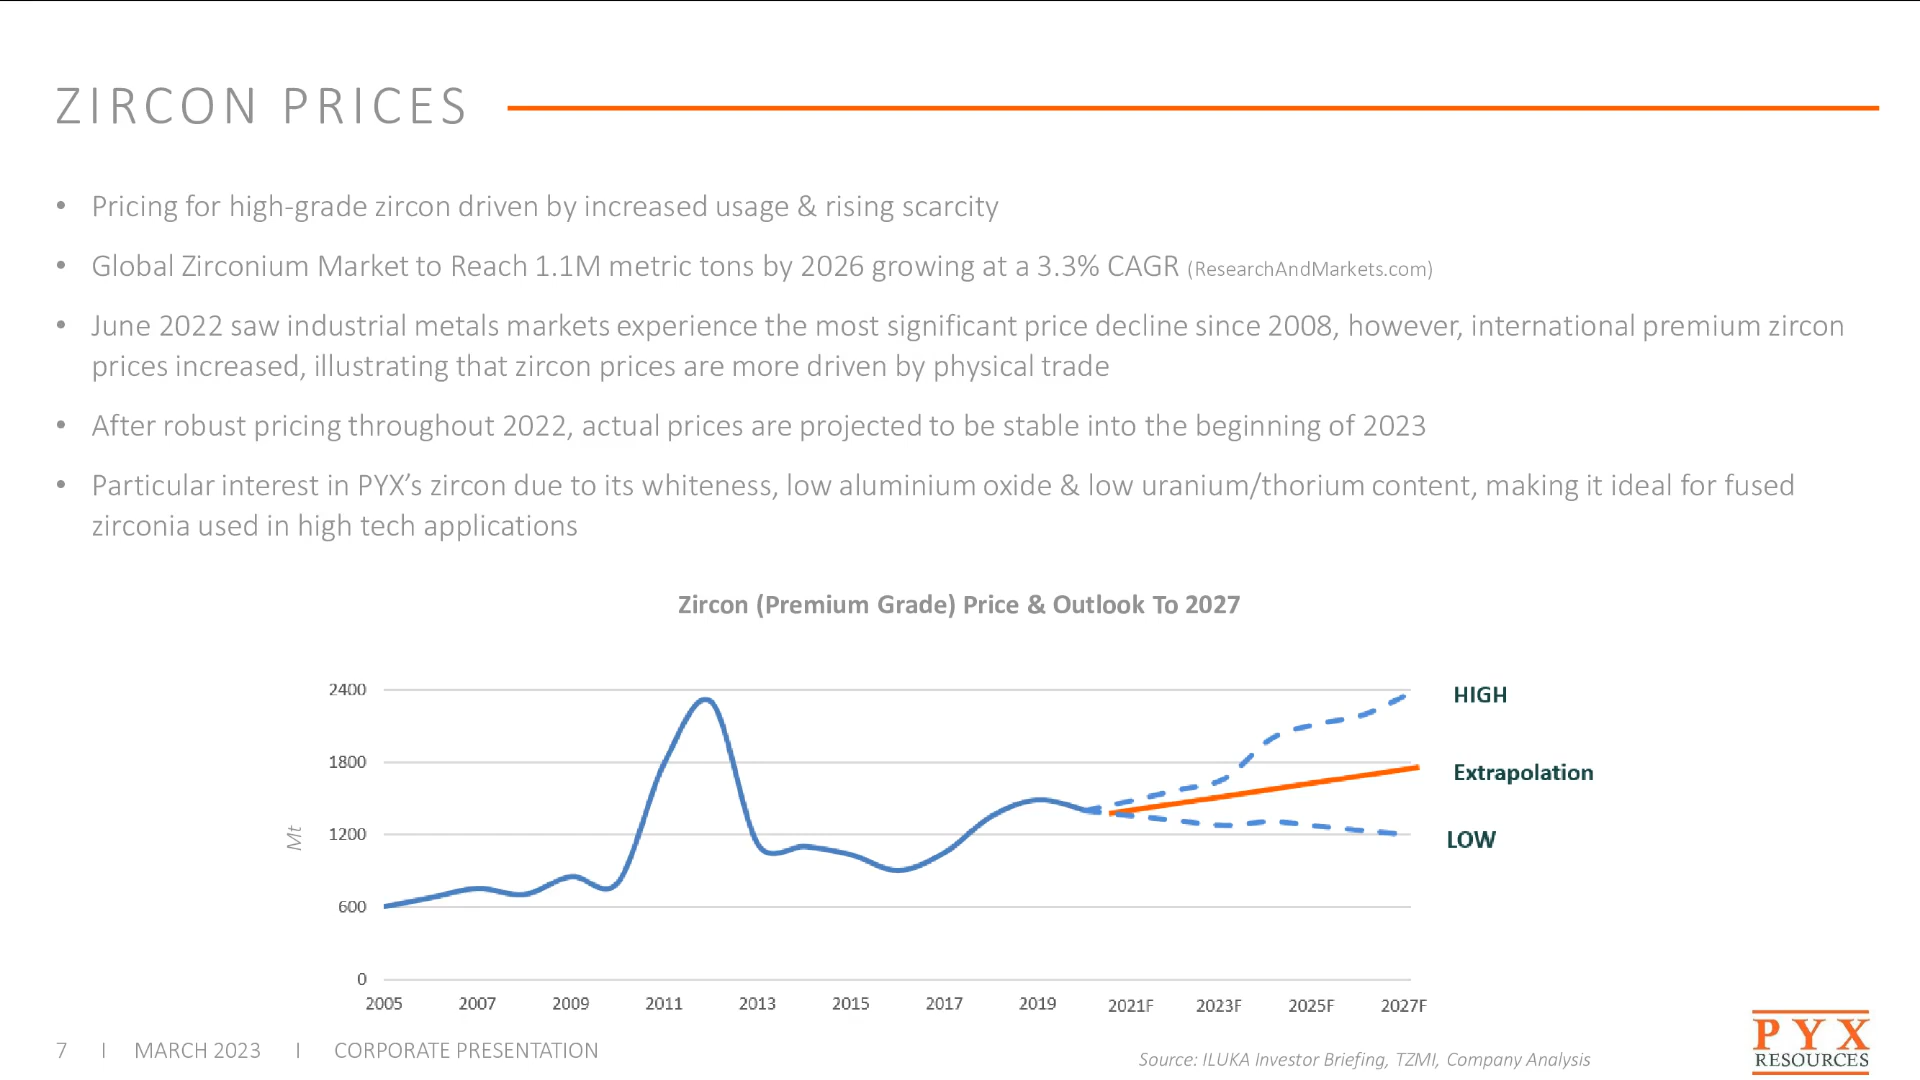 ZIRCON PRICES
• Pricing for high-grade zircon driven by increased usage & rising scarcity
• Global Zirconium Market to Reach 1.1M metric tons by 2026 growing at a 3.3% CAGR (ResearchAndMarkets.com)
• June 2022 saw industrial metals markets experience the most significant price decline since 2008, however, international premium zircon
prices increased, illustrating that zircon prices are more driven by physical trade
• After robust pricing throughout 2022, actual prices are projected to be stable into the beginning of 2023
• Particular interest in PYX’s zircon due to its whiteness, low aluminium oxide & low uranium/thorium content, making it ideal for fused
zirconia used in high tech applications
Zircon (Premium Grade) Price & Outlook To 2027
2400
1800
1200
600
0
Mt
HIGH
Extrapolation
LOW
2005 2007 2009 2011 2013 2015 2017 2019 2021F 2023F 2025F 2027F
7 I MARCH 2023 I CORPORATE PRESENTATION
Source: ILUKA Investor Briefing, TZMI, Company Analysis
PYX
RESOURCES